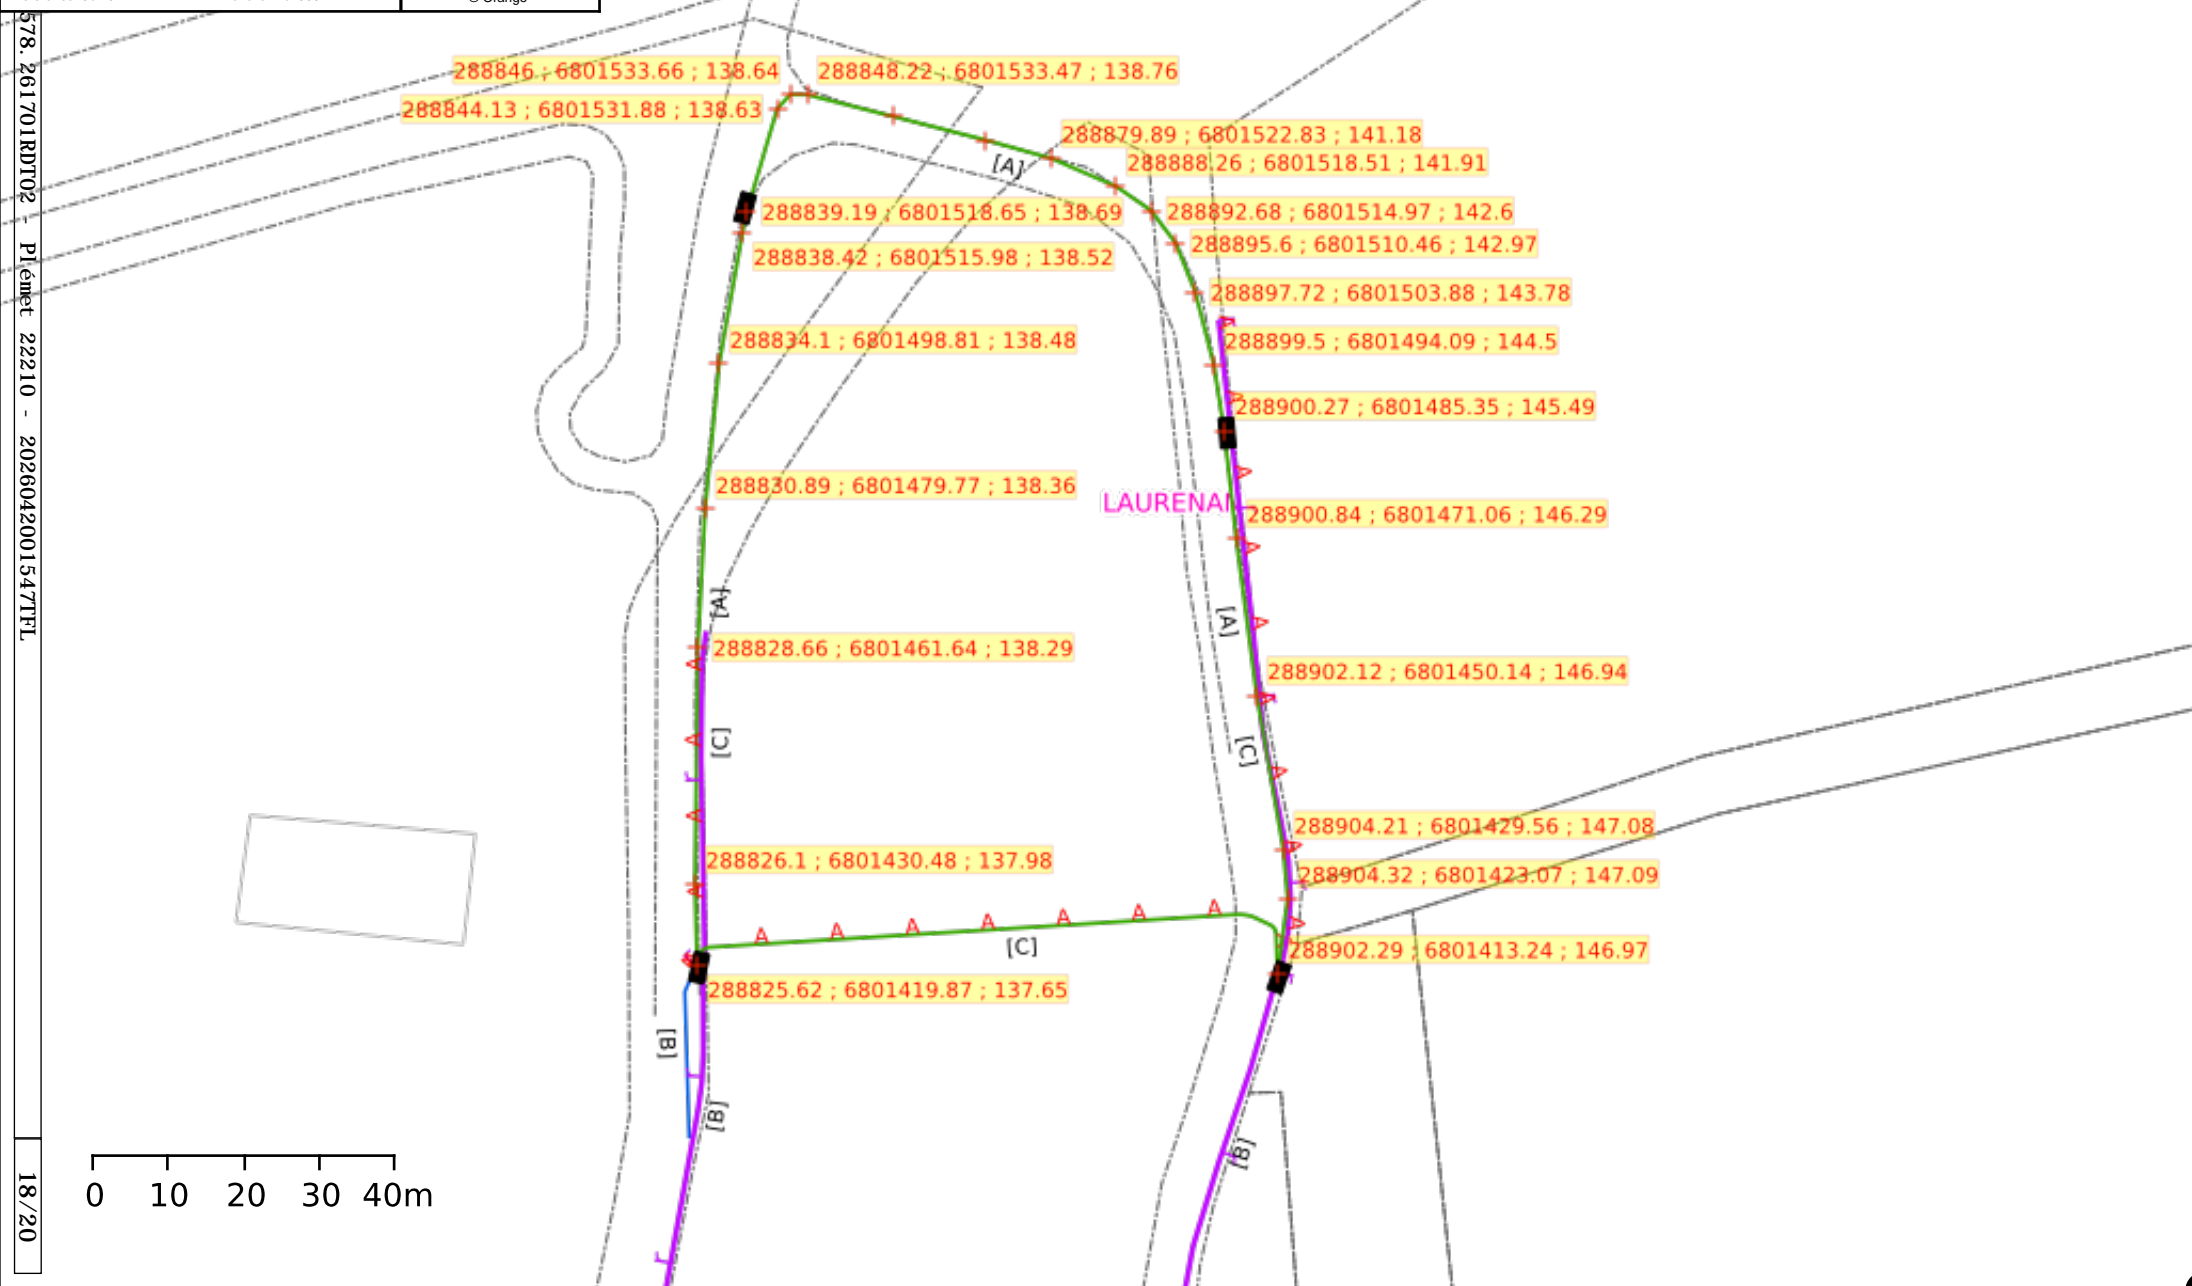 © Orange
288846 ; 6801533.66 ; 138.64
288848.22 ; 6801533.47 ; 138.76
288844.13 ; 6801531.88 ; 138.63
288879.89 ; 6801522.83 ; 141.18
[A]
288888.26 ; 6801518.51 ; 141.91
288839.19 ; 6801518.65 ; 138.69
288892.68 ; 6801514.97 ; 142.6
288895.6 ; 6801510.46 ; 142.97
288838.42 ; 6801515.98 ; 138.52
288897.72 ; 6801503.88 ; 143.78
288834.1 ; 6801498.81 ; 138.48
288899.5 ; 6801494.09 ; 144.5
288900.27 ; 6801485.35 ; 145.49
288830.89 ; 6801479.77 ; 138.36
LAURENA
288900.84 ; 6801471.06 ; 146.29
[A]
[A]
288828.66 ; 6801461.64 ; 138.29
288902.12 ; 6801450.14 ; 146.94
[C]
[C]
288904.21 ; 6801429.56 ; 147.08
288826.1 ; 6801430.48 ; 137.98
288904.32 ; 6801423.07 ; 147.09
A A A A A A A
[C]
288902.29 ; 6801413.24 ; 146.97
288825.62 ; 6801419.87 ; 137.65
[B]
[B]
[B]
578.261701RDT02 - Plémet 22210 - 2026042001547TFL
18/20
0 10 20 30 40m